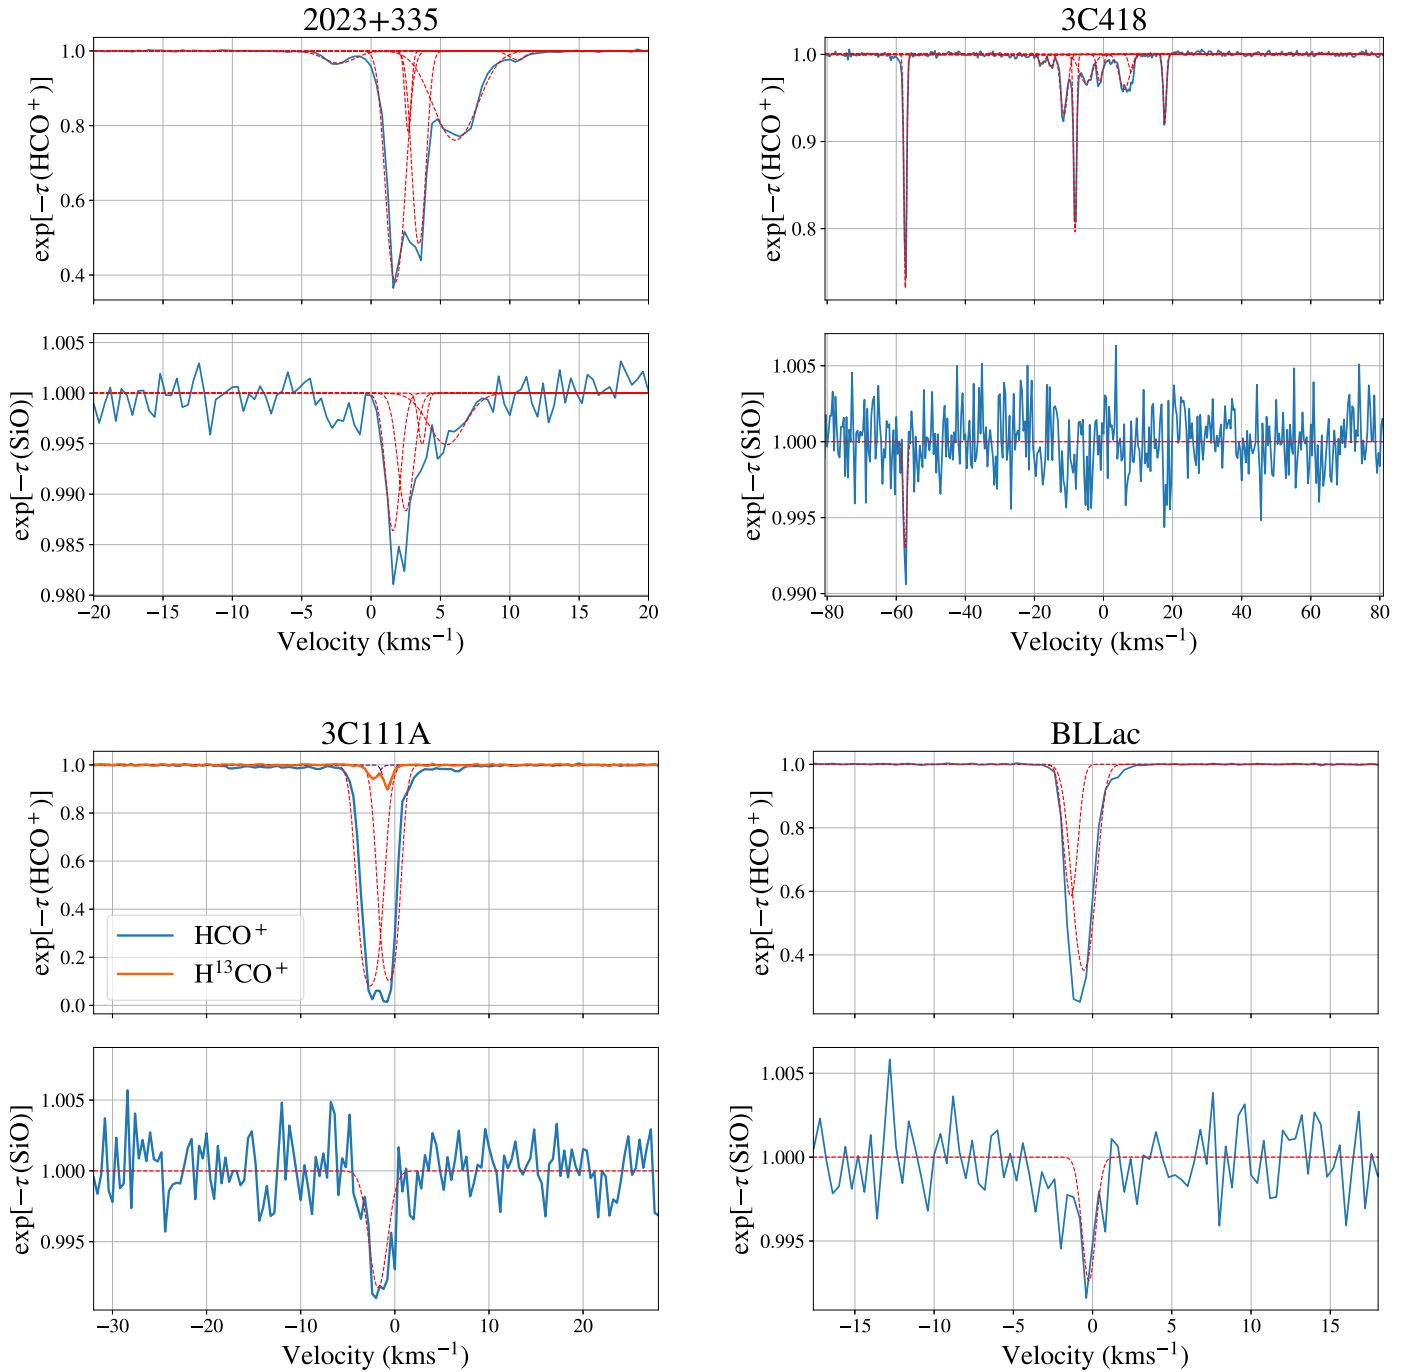 2023+335
1.0
0.8
0.6
0.4
exp[−τ(HCO⁺)]
1.005
1.000
0.995
0.990
0.985
0.980
exp[−τ(SiO)]
−20 −15 −10 −5 0 5 10 15 20
Velocity (kms⁻¹)
3C418
1.0
0.9
0.8
exp[−τ(HCO⁺)]
1.005
1.000
0.995
0.990
exp[−τ(SiO)]
−80 −60 −40 −20 0 20 40 60 80
Velocity (kms⁻¹)
3C111A
1.0
0.8
0.6
0.4
0.2
0.0
exp[−τ(HCO⁺)]
HCO⁺
H¹³CO⁺
1.005
1.000
0.995
exp[−τ(SiO)]
−30 −20 −10 0 10 20
Velocity (kms⁻¹)
BLLac
1.0
0.8
0.6
0.4
exp[−τ(HCO⁺)]
1.005
1.000
0.995
exp[−τ(SiO)]
−15 −10 −5 0 5 10 15
Velocity (kms⁻¹)